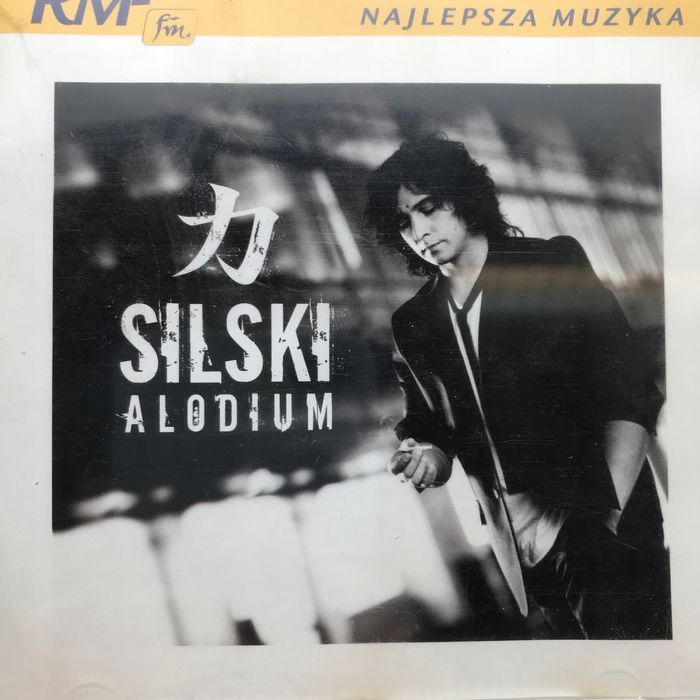 RMF
fm
NAJLEPSZA MUZYKA
力
SILSKI
ALODIUM